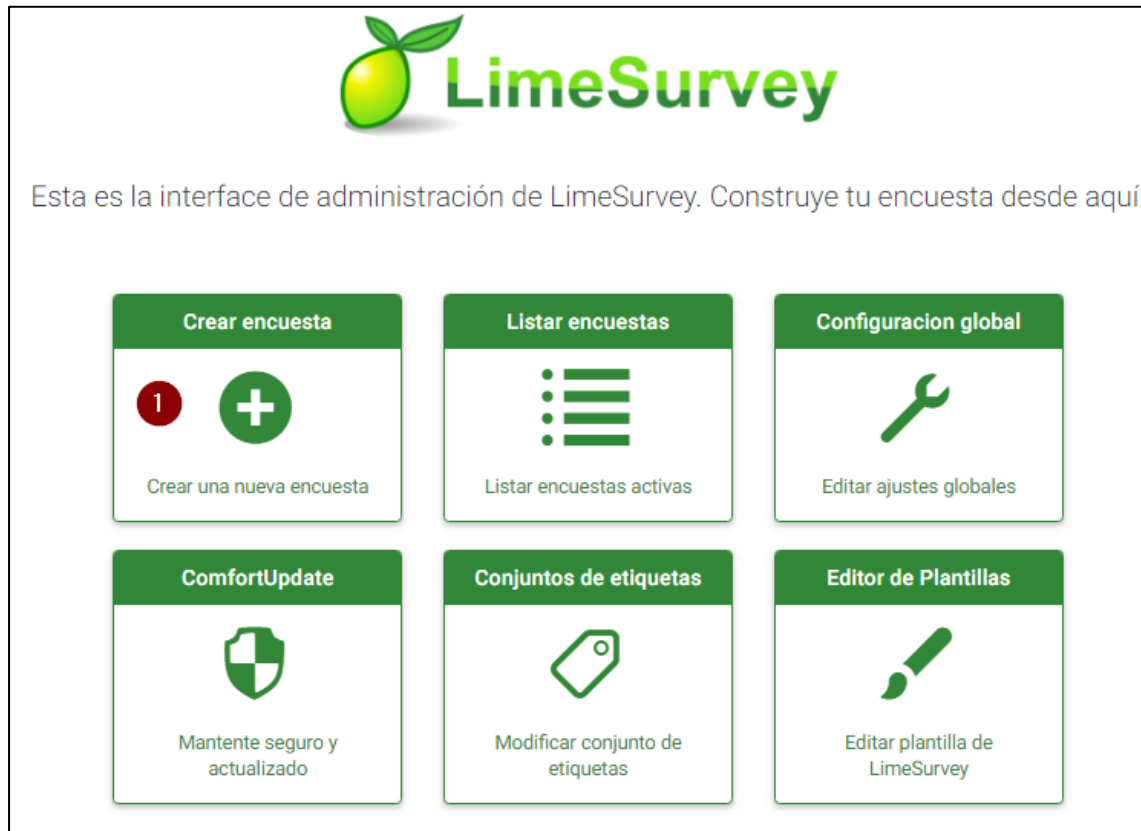 LimeSurvey
Esta es la interface de administración de LimeSurvey. Construye tu encuesta desde aquí.
Crear encuesta
1
Crear una nueva encuesta
Listar encuestas
Listar encuestas activas
Configuracion global
Editar ajustes globales
ComfortUpdate
Mantente seguro y
actualizado
Conjuntos de etiquetas
Modificar conjunto de
etiquetas
Editor de Plantillas
Editar plantilla de
LimeSurvey